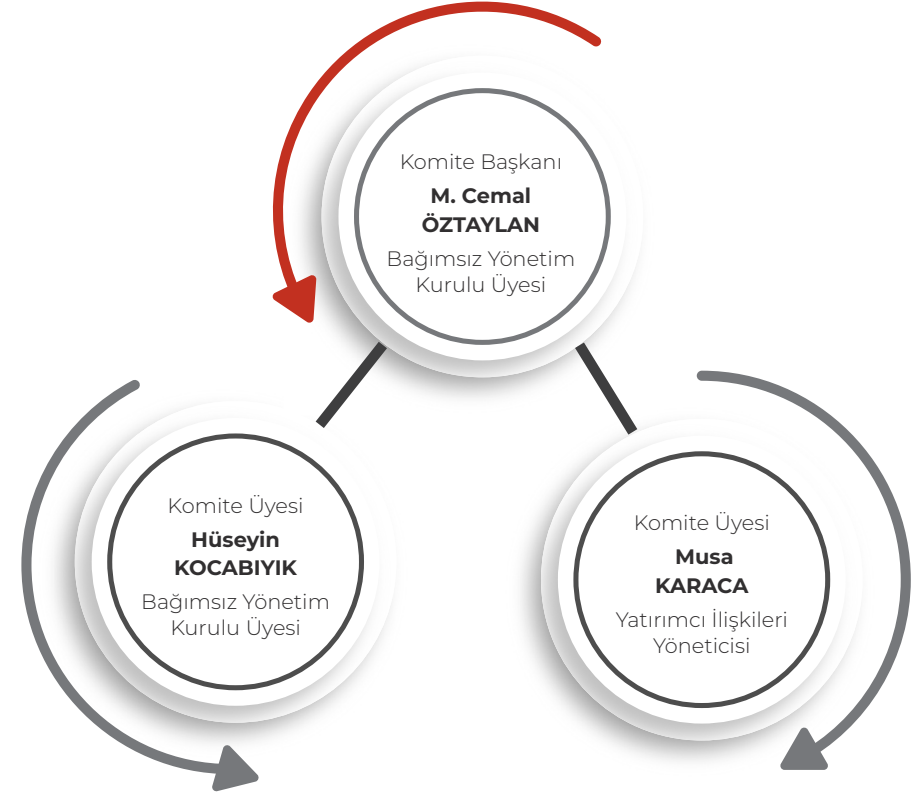 Komite Başkanı
M. Cemal
ÖZTAYLAN
Bağımsız Yönetim
Kurulu Üyesi
Komite Üyesi
Hüseyin
KOCABIYIK
Bağımsız Yönetim
Kurulu Üyesi
Komite Üyesi
Musa
KARACA
Yatırımcı İlişkileri
Yöneticisi